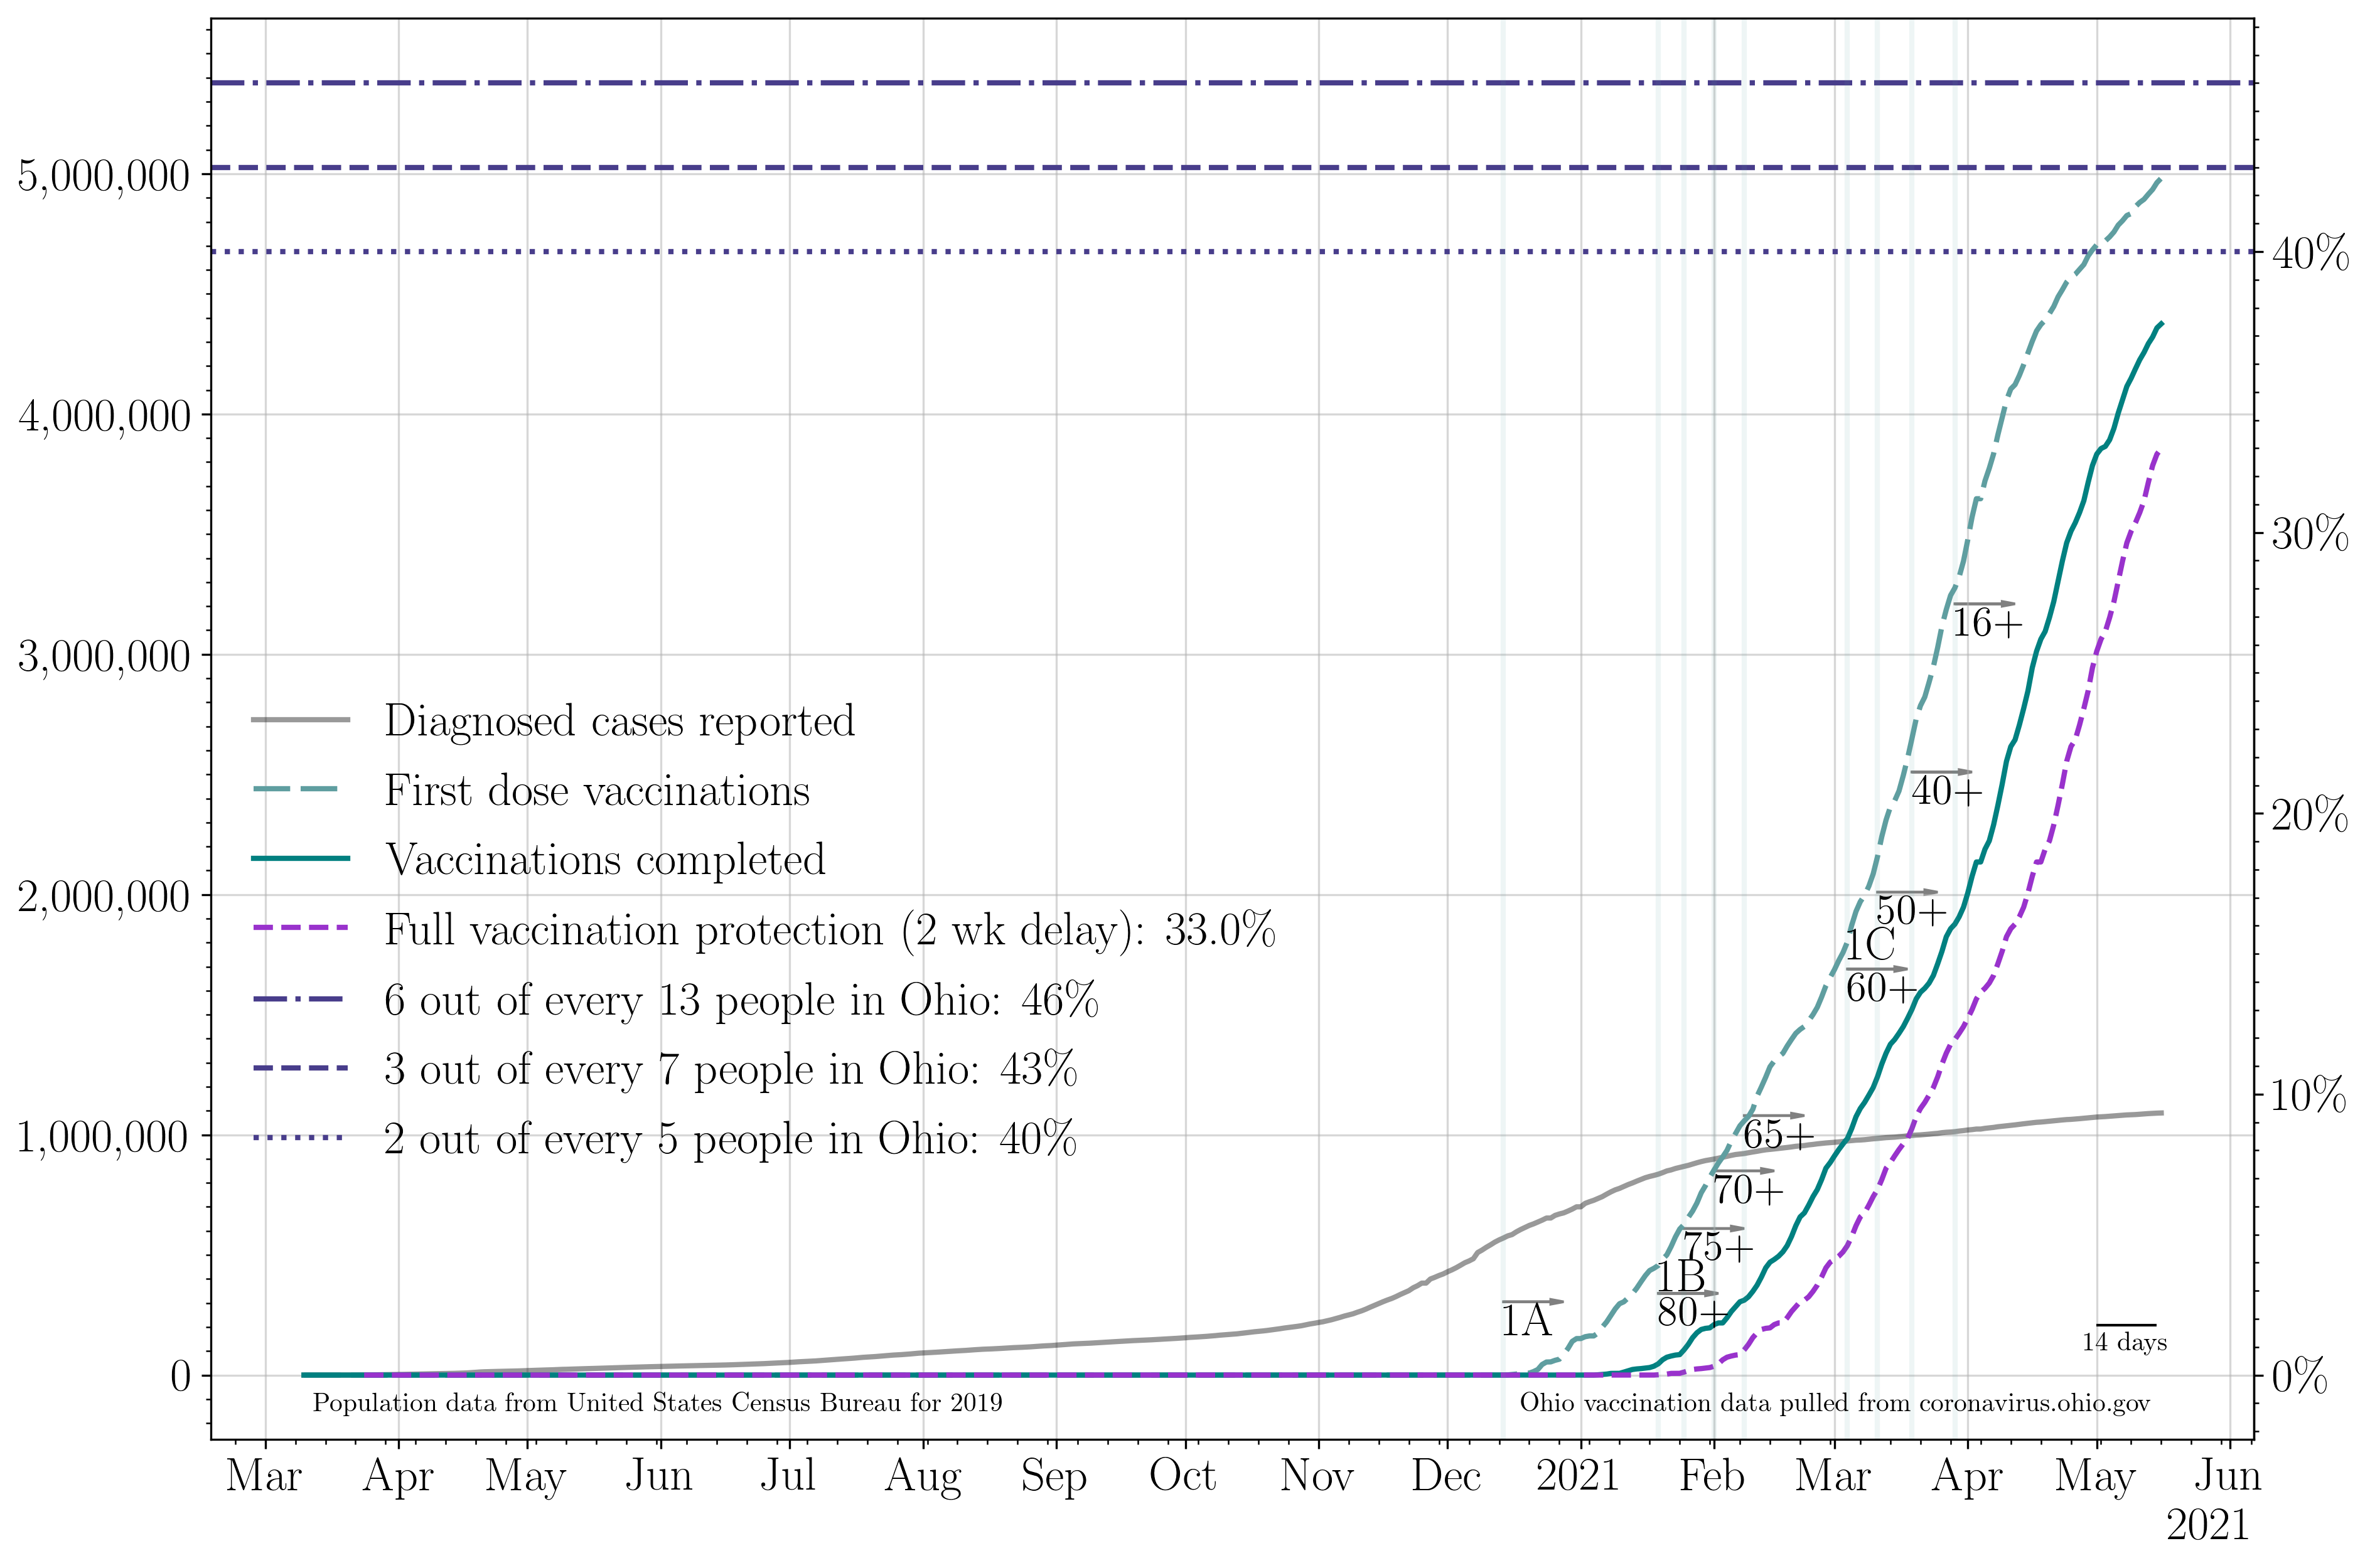 5,000,000
4,000,000
3,000,000
2,000,000
1,000,000
0
40%
30%
20%
10%
0%
Diagnosed cases reported
First dose vaccinations
Vaccinations completed
Full vaccination protection (2 wk delay): 33.0%
6 out of every 13 people in Ohio: 46%
3 out of every 7 people in Ohio: 43%
2 out of every 5 people in Ohio: 40%
16+
40+
50+
1C
60+
65+
70+
75+
1B
80+
1A
14 days
Population data from United States Census Bureau for 2019
Ohio vaccination data pulled from coronavirus.ohio.gov
Mar Apr May Jun Jul Aug Sep Oct Nov Dec 2021 Feb Mar Apr May Jun
2021